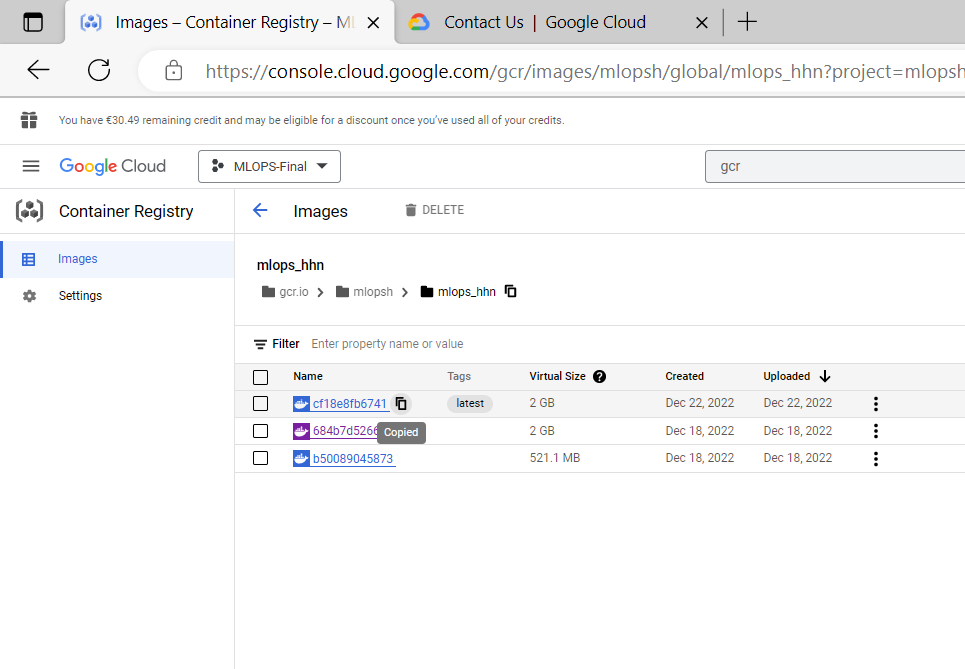 Images – Container Registry – ML
Contact Us | Google Cloud
https://console.cloud.google.com/gcr/images/mlopsh/global/mlops_hhn?project=mlopsh
You have €30.49 remaining credit and may be eligible for a discount once you've used all of your credits.
Google Cloud
MLOPS-Final
gcr
Container Registry
Images
DELETE
Images
Settings
mlops_hhn
gcr.io > mlopsh > mlops_hhn
Filter Enter property name or value
Name Tags Virtual Size ? Created Uploaded
cf18e8fb6741 latest 2 GB Dec 22, 2022 Dec 22, 2022
684b7d5266 2 GB Dec 18, 2022 Dec 18, 2022
Copied
b50089045873 521.1 MB Dec 18, 2022 Dec 18, 2022